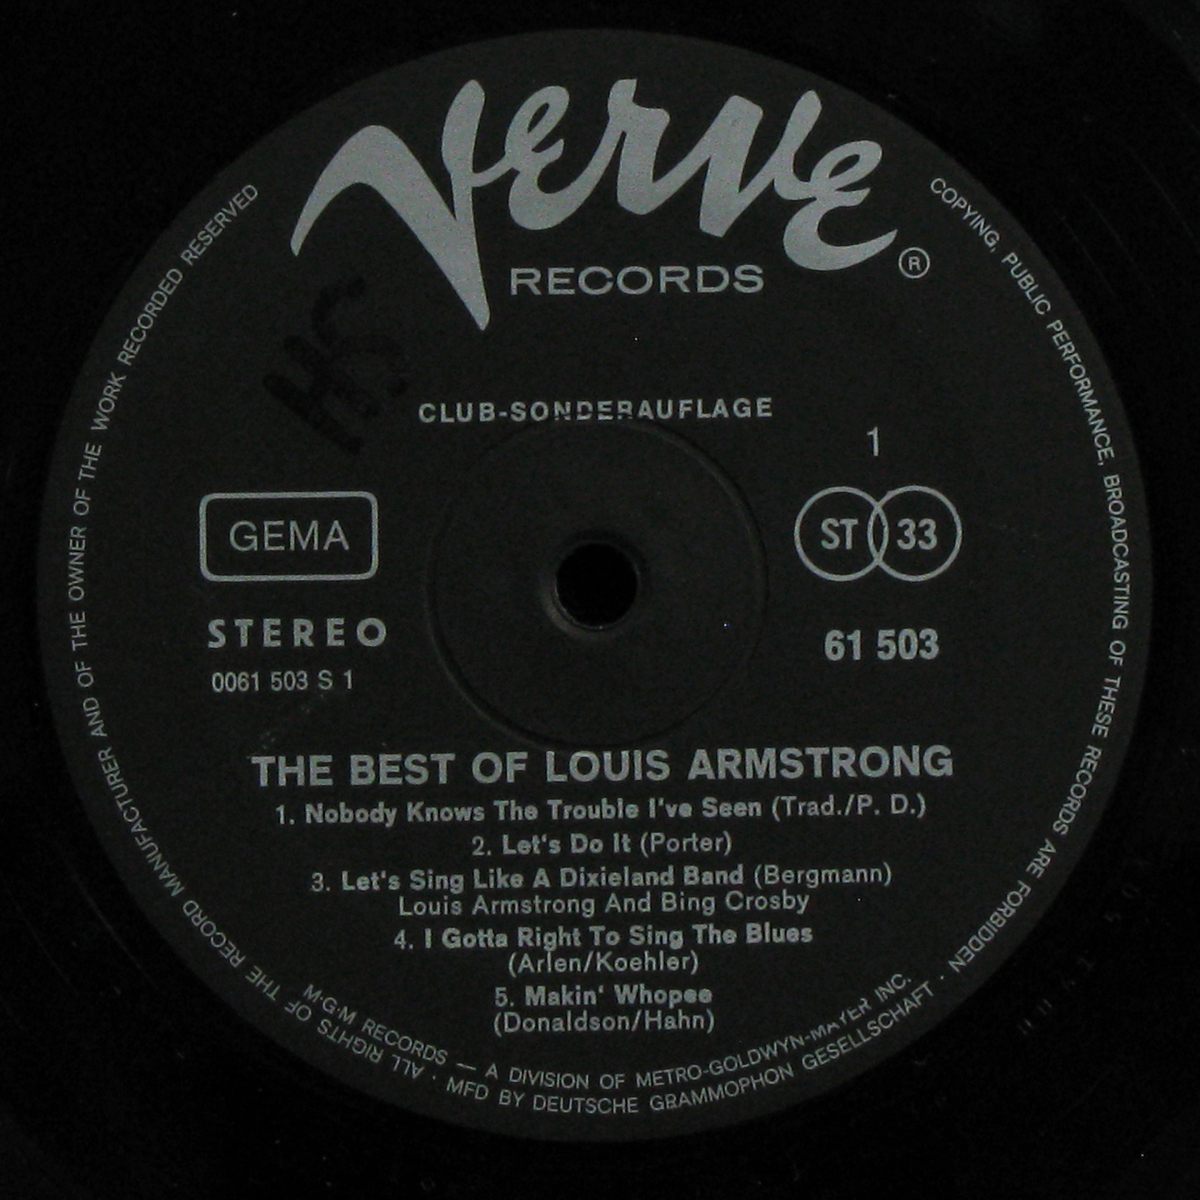 Verve
RECORDS
®
HS
CLUB-SONDERAUFLAGE
1
GEMA
ST 33
STEREO
61 503
0061 503 S 1
THE BEST OF LOUIS ARMSTRONG
1. Nobody Knows The Trouble I've Seen (Trad./P. D.)
2. Let's Do It (Porter)
3. Let's Sing Like A Dixieland Band (Bergmann)
Louis Armstrong And Bing Crosby
4. I Gotta Right To Sing The Blues
(Arlen/Koehler)
5. Makin' Whopee
(Donaldson/Hahn)
M·G·M RECORDS — A DIVISION OF METRO-GOLDWYN-MAYER INC.
MFD BY DEUTSCHE GRAMMOPHON GESELLSCHAFT · ALL RIGHTS OF THE RECORD MANUFACTURER AND OF THE OWNER OF THE WORK RECORDED RESERVED
COPYING, PUBLIC PERFORMANCE, BROADCASTING OF THESE RECORDS ARE FORBIDDEN ·